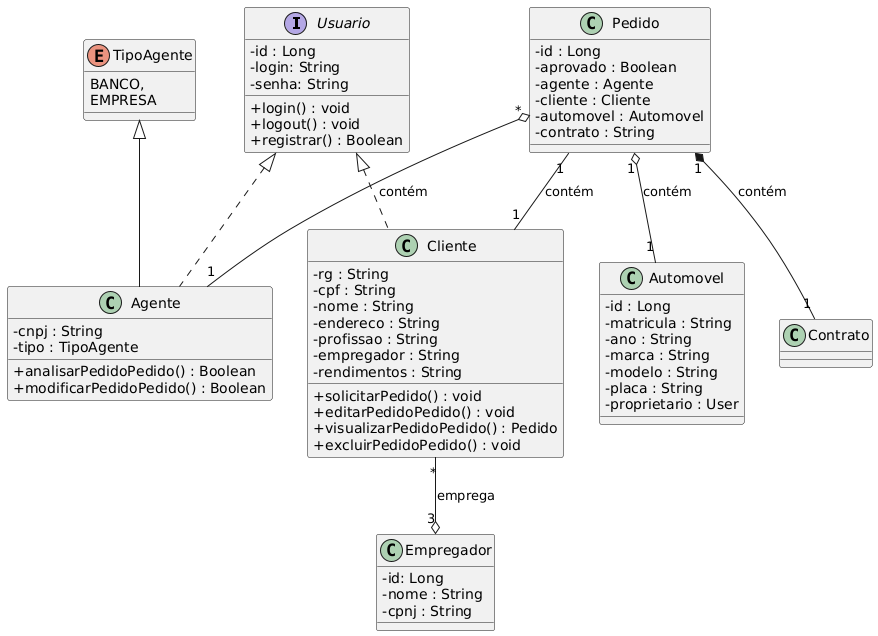 E TipoAgente
BANCO,
EMPRESA
I Usuario
-id : Long
-login: String
-senha: String
+login() : void
+logout() : void
+registrar() : Boolean
C Pedido
-id : Long
-aprovado : Boolean
-agente : Agente
-cliente : Cliente
-automovel : Automovel
-contrato : String
*
1
1
1
contém
contém
contém
contém
1
1
1
1
C Agente
-cnpj : String
-tipo : TipoAgente
+analisarPedidoPedido() : Boolean
+modificarPedidoPedido() : Boolean
C Cliente
-rg : String
-cpf : String
-nome : String
-endereco : String
-profissao : String
-empregador : String
-rendimentos : String
+solicitarPedido() : void
+editarPedidoPedido() : void
+visualizarPedidoPedido() : Pedido
+excluirPedidoPedido() : void
C Automovel
-id : Long
-matricula : String
-ano : String
-marca : String
-modelo : String
-placa : String
-proprietario : User
C Contrato
*
emprega
3
C Empregador
-id: Long
-nome : String
-cpnj : String